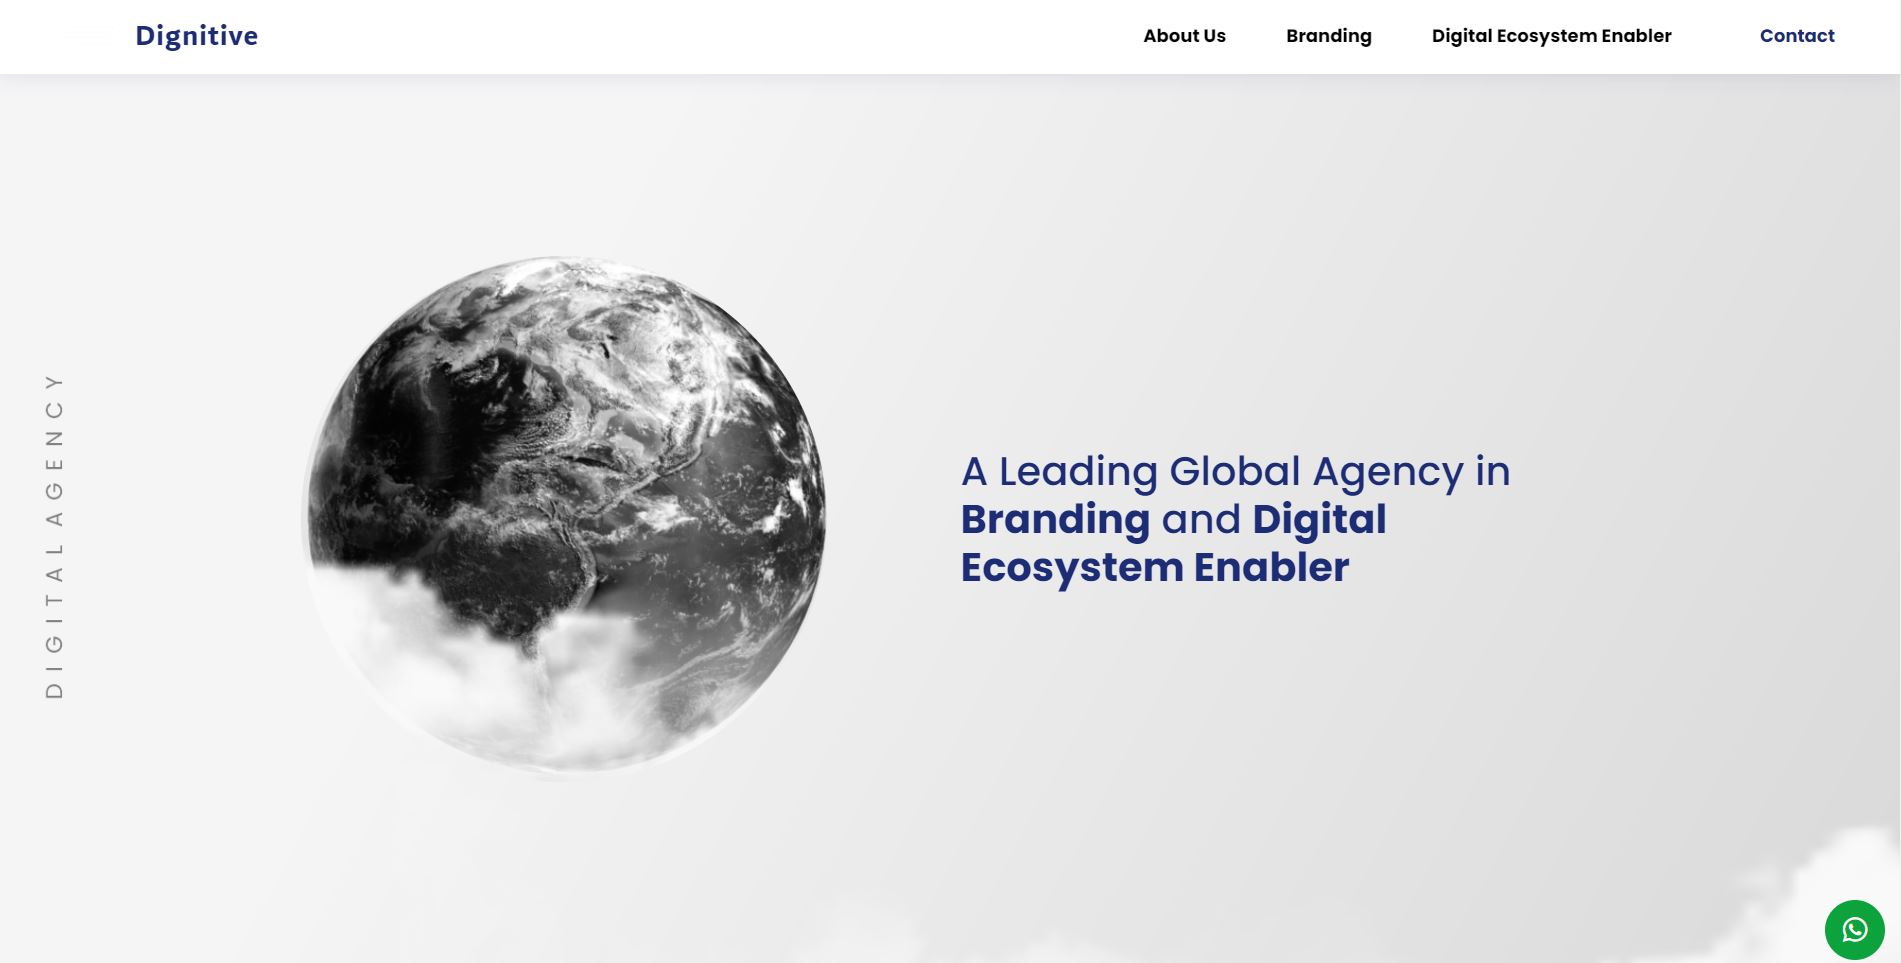 Dignitive
About Us
Branding
Digital Ecosystem Enabler
Contact
DIGITAL AGENCY
A Leading Global Agency in
Branding and Digital
Ecosystem Enabler